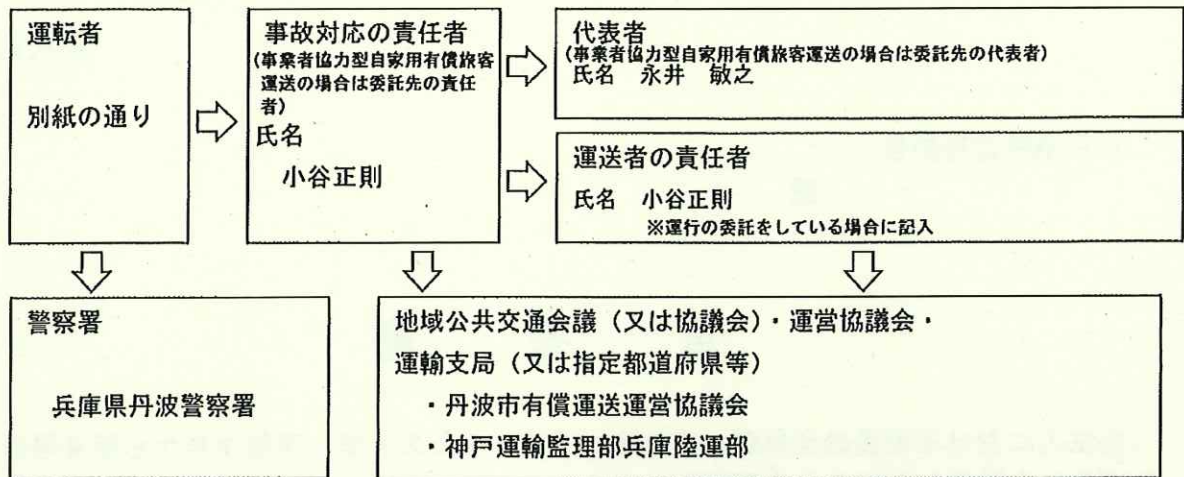 運転者
別紙の通り
事故対応の責任者
(事業者協力型自家用有償旅客
運送の場合は委託先の責任
者)
氏名
小谷正則
代表者
(事業者協力型自家用有償旅客運送の場合は委託先の代表者)
氏名 永井 敏之
運送者の責任者
氏名 小谷正則
※運行の委託をしている場合に記入
警察署
兵庫県丹波警察署
地域公共交通会議(又は協議会)・運営協議会・
運輸支局(又は指定都道府県等)
・丹波市有償運送運営協議会
・神戸運輸監理部兵庫陸運部